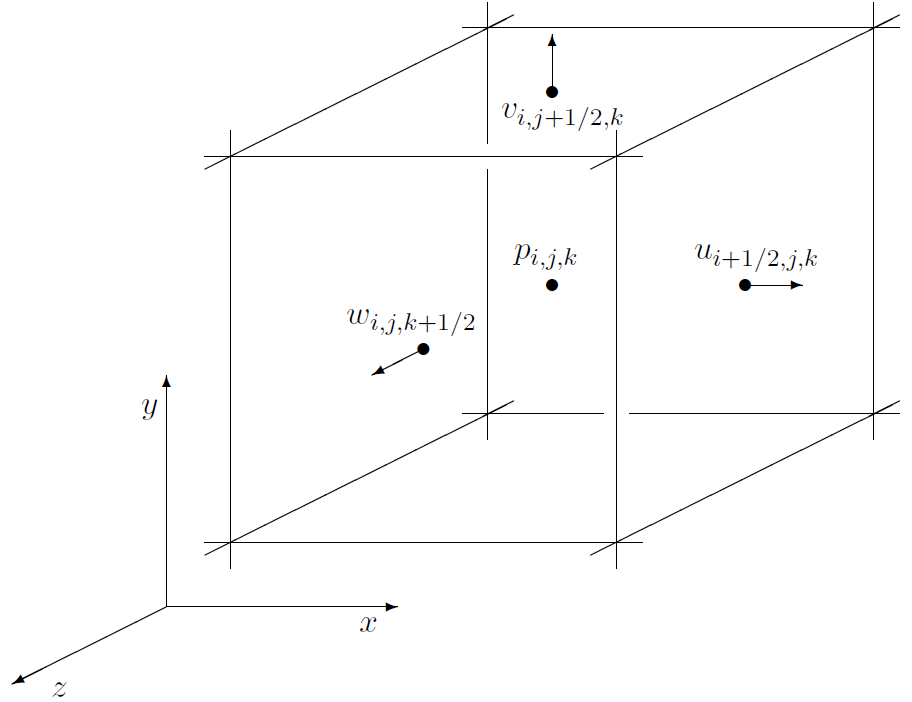 v_{i,j+1/2,k}
p_{i,j,k}
u_{i+1/2,j,k}
w_{i,j,k+1/2}
y
x
z